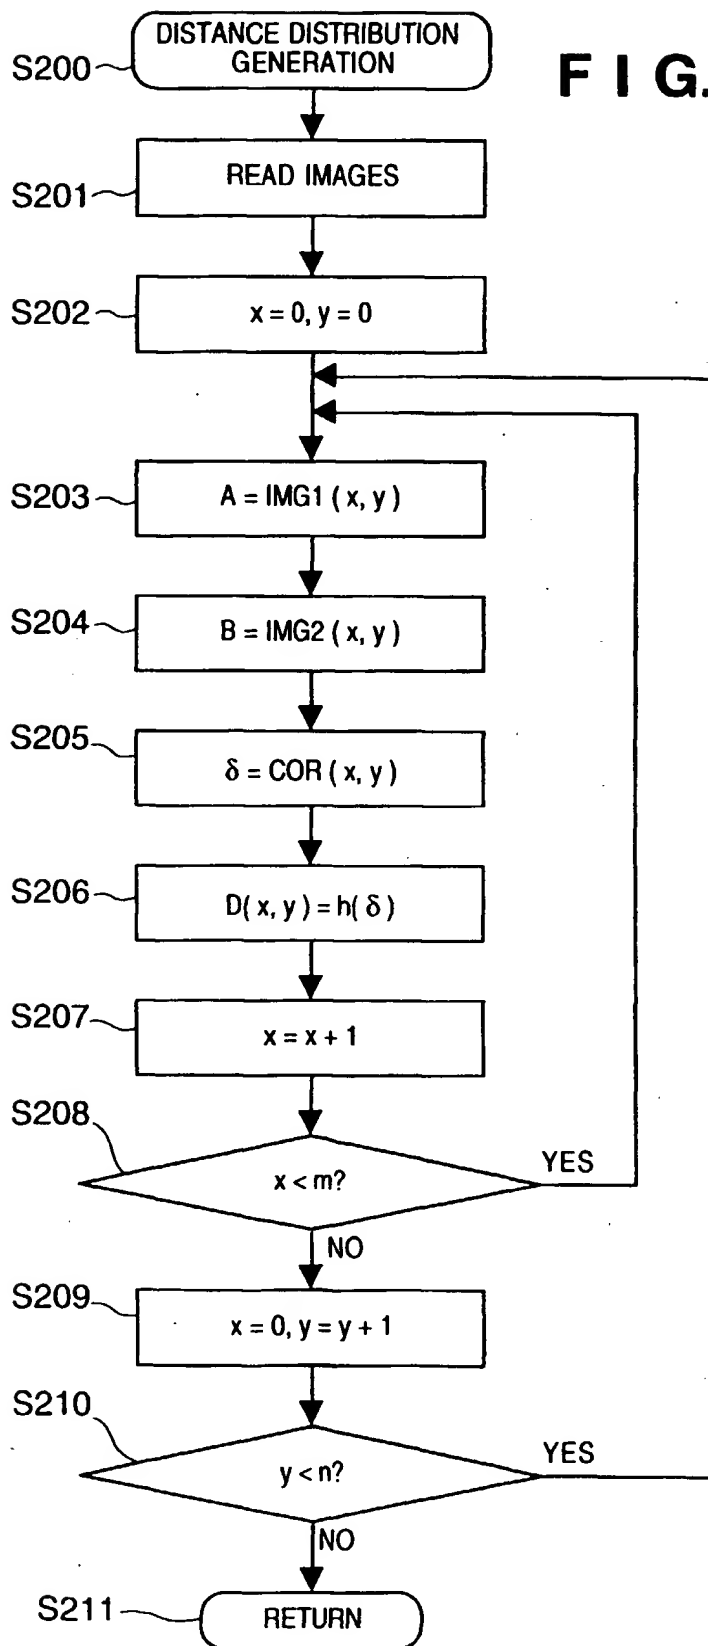 DISTANCE DISTRIBUTION
GENERATION
S200
F I G.
READ IMAGES
S201
x = 0, y = 0
S202
A = IMG1 ( x, y )
S203
B = IMG2 ( x, y )
S204
S205
δ = COR ( x, y )
S206
D( x, y ) = h( δ )
S207
x = x + 1
S208
x < m?
YES
NO
S209
x = 0, y = y + 1
S210
y < n?
YES
NO
S211
RETURN